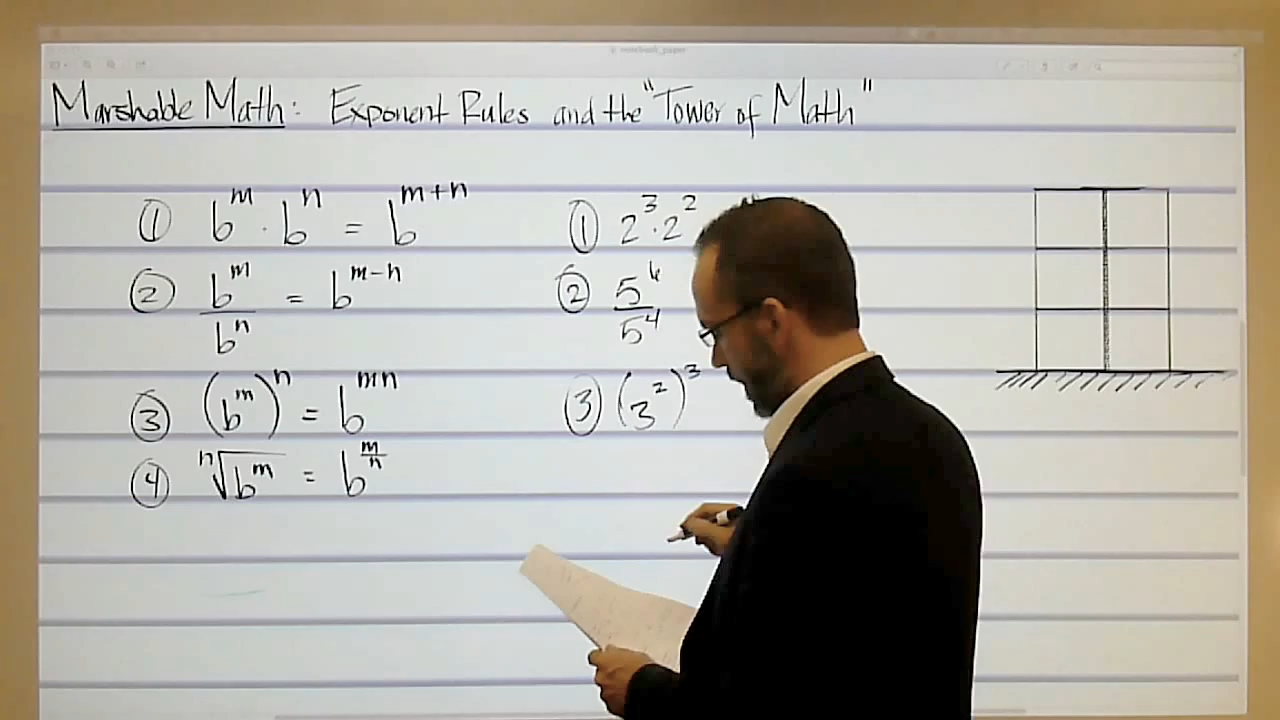 notebook_paper
Marshable Math: Exponent Rules and the "Tower of Math"
① b^m · b^n = b^{m+n}
② b^m / b^n = b^{m-n}
③ (b^m)^n = b^{mn}
④ ⁿ√b^m = b^{m/n}
① 2^3 · 2^2
② 5^6 / 5^4
③ (3^2)^3